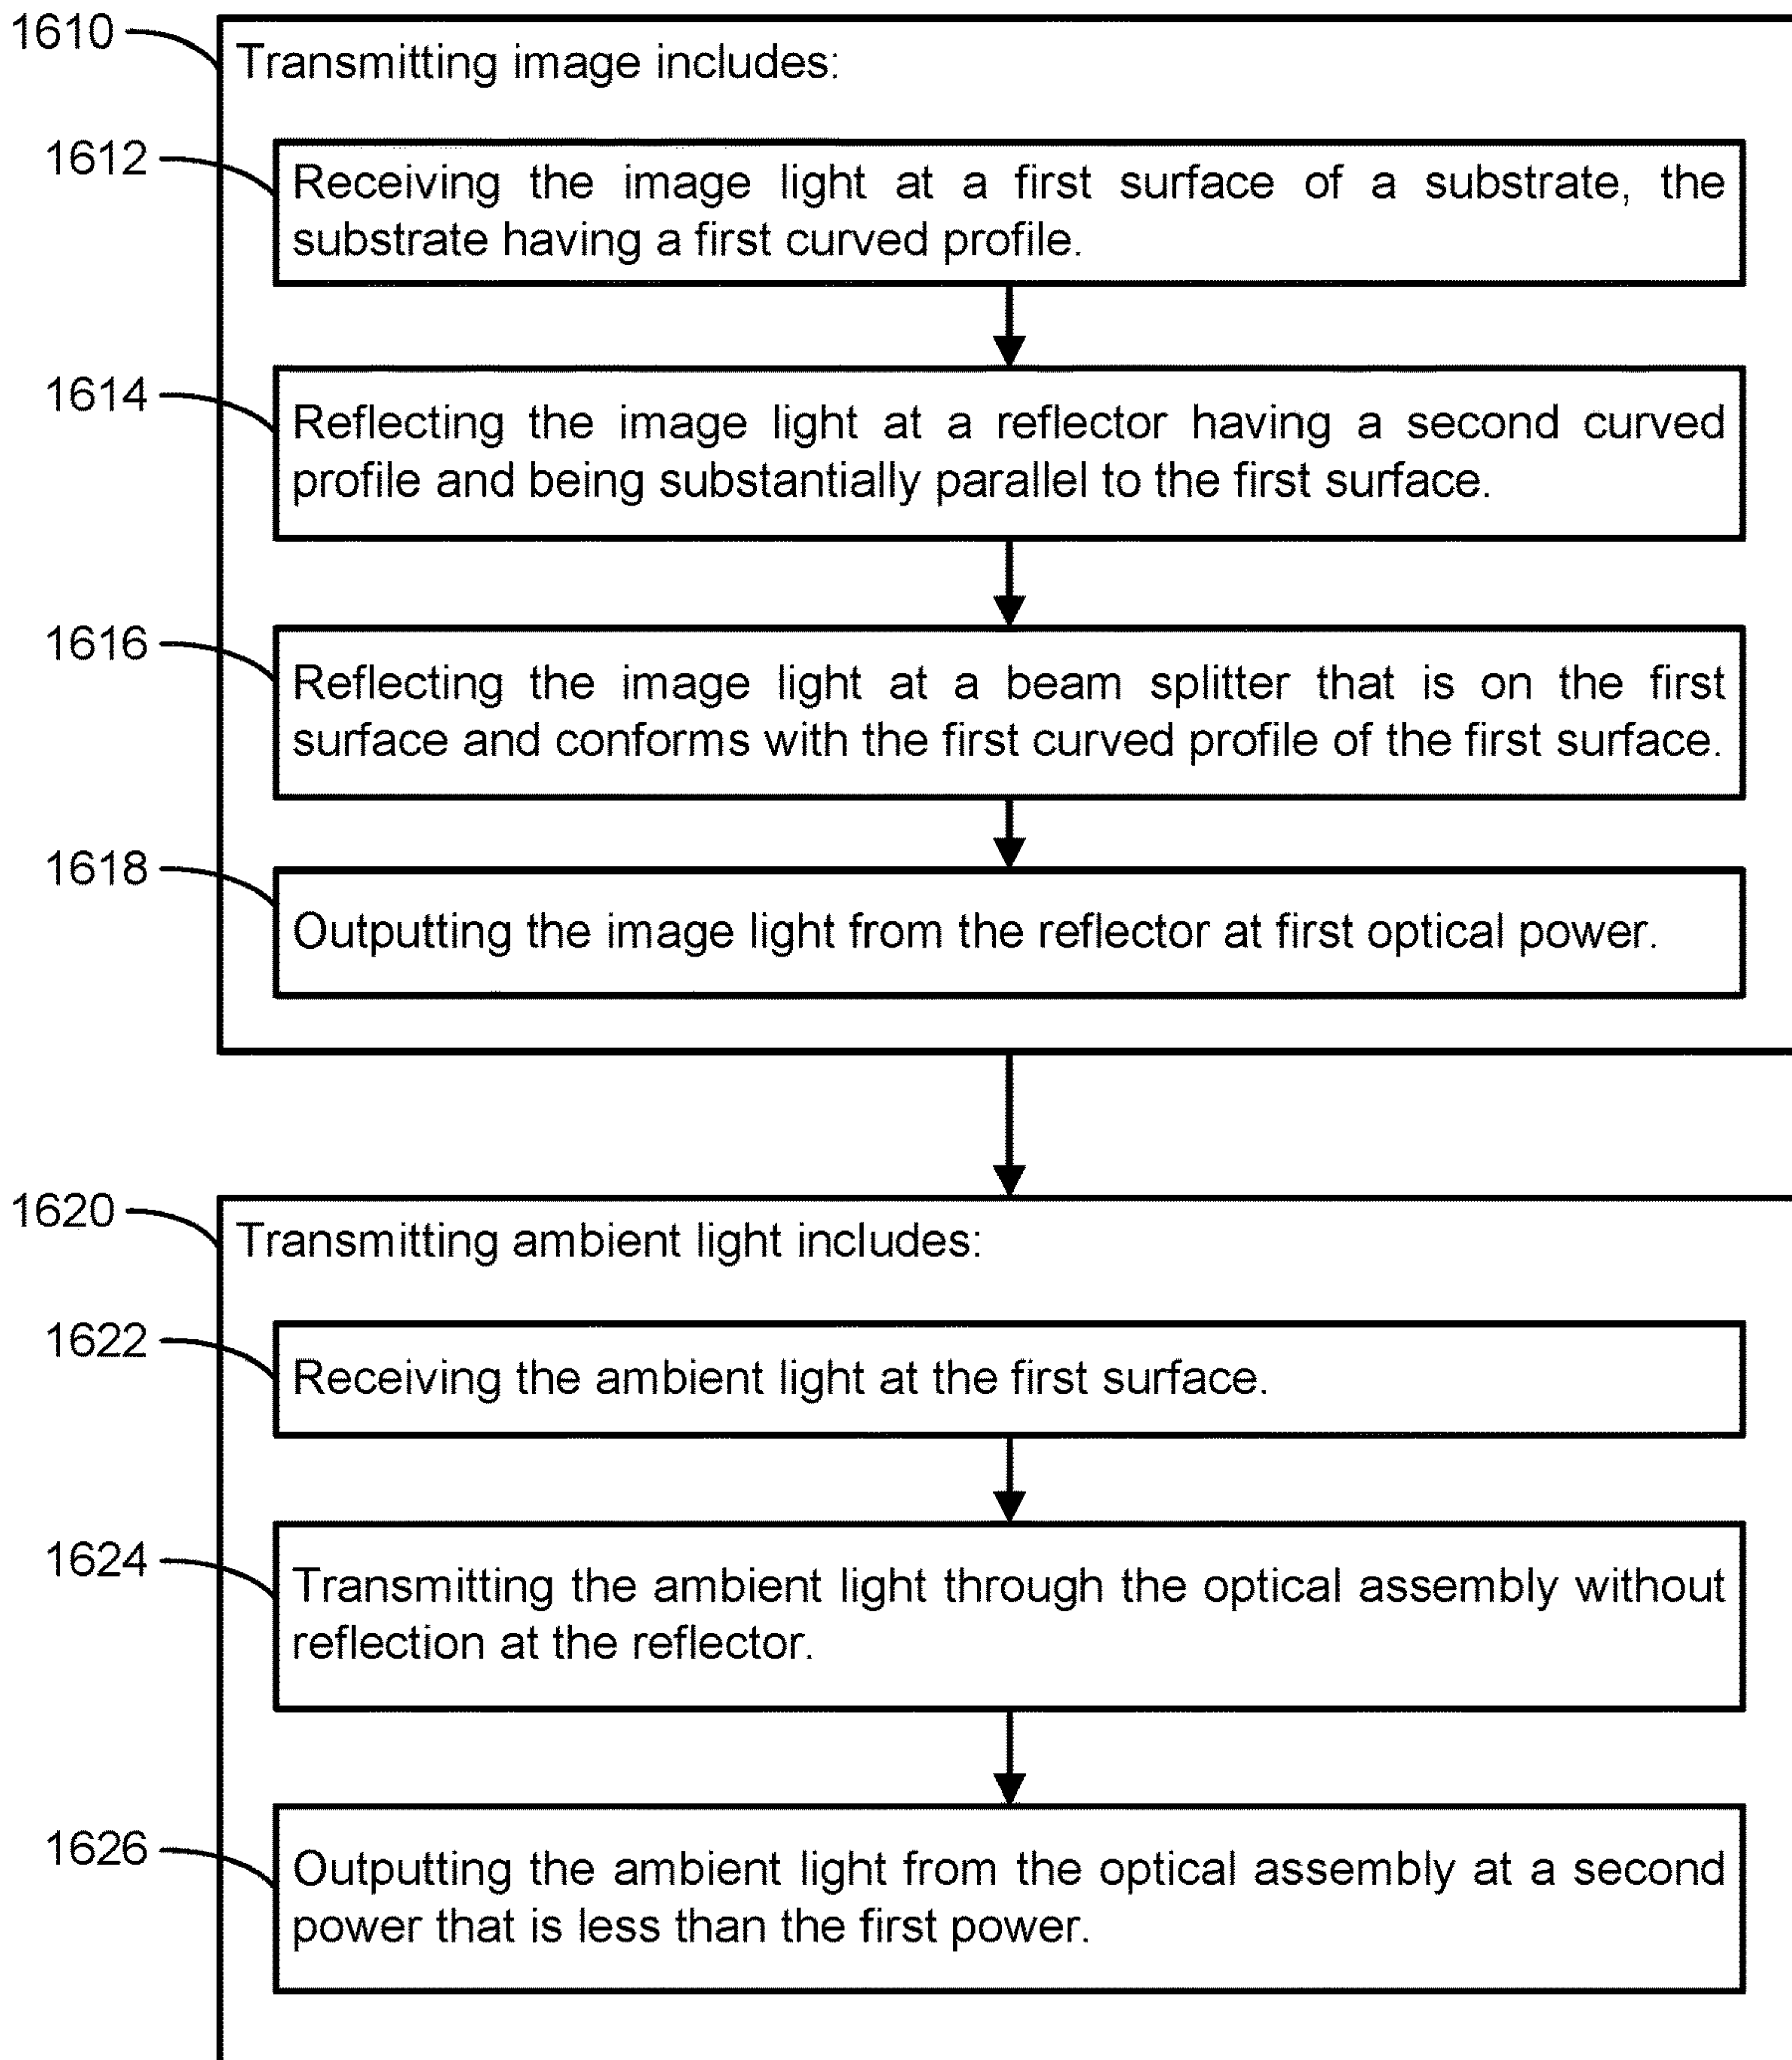 1610
Transmitting image includes:
1612
Receiving the image light at a first surface of a substrate, the
substrate having a first curved profile.
1614
Reflecting the image light at a reflector having a second curved
profile and being substantially parallel to the first surface.
1616
Reflecting the image light at a beam splitter that is on the first
surface and conforms with the first curved profile of the first surface.
1618
Outputting the image light from the reflector at first optical power.
1620
Transmitting ambient light includes:
1622
Receiving the ambient light at the first surface.
1624
Transmitting the ambient light through the optical assembly without
reflection at the reflector.
1626
Outputting the ambient light from the optical assembly at a second
power that is less than the first power.